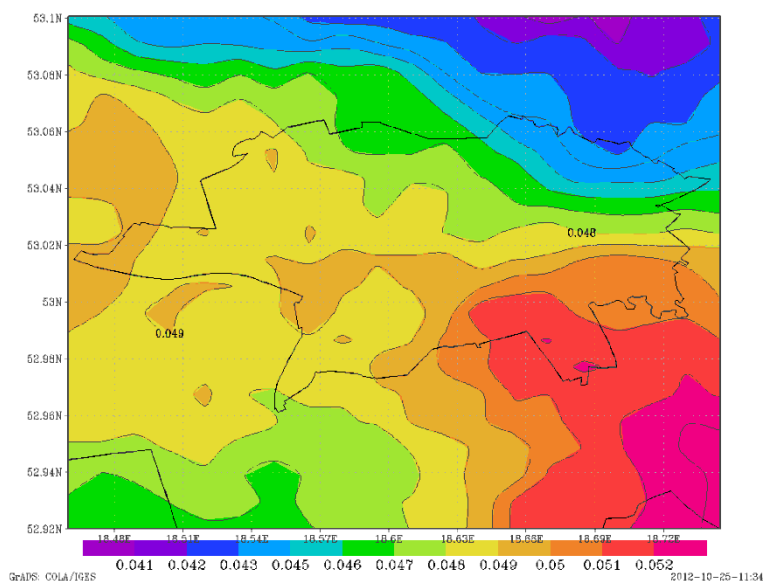 53.1N
53.08N
53.06N
53.04N
53.02N
0.048
53N
0.049
52.98N
52.96N
52.94N
52.92N
18.48E 18.51E 18.54E 18.57E 18.6E 18.63E 18.66E 18.69E 18.72E
0.041 0.042 0.043 0.045 0.046 0.047 0.048 0.049 0.05 0.051 0.052
GrADS: COLA/IGES 2012-10-25-11:34